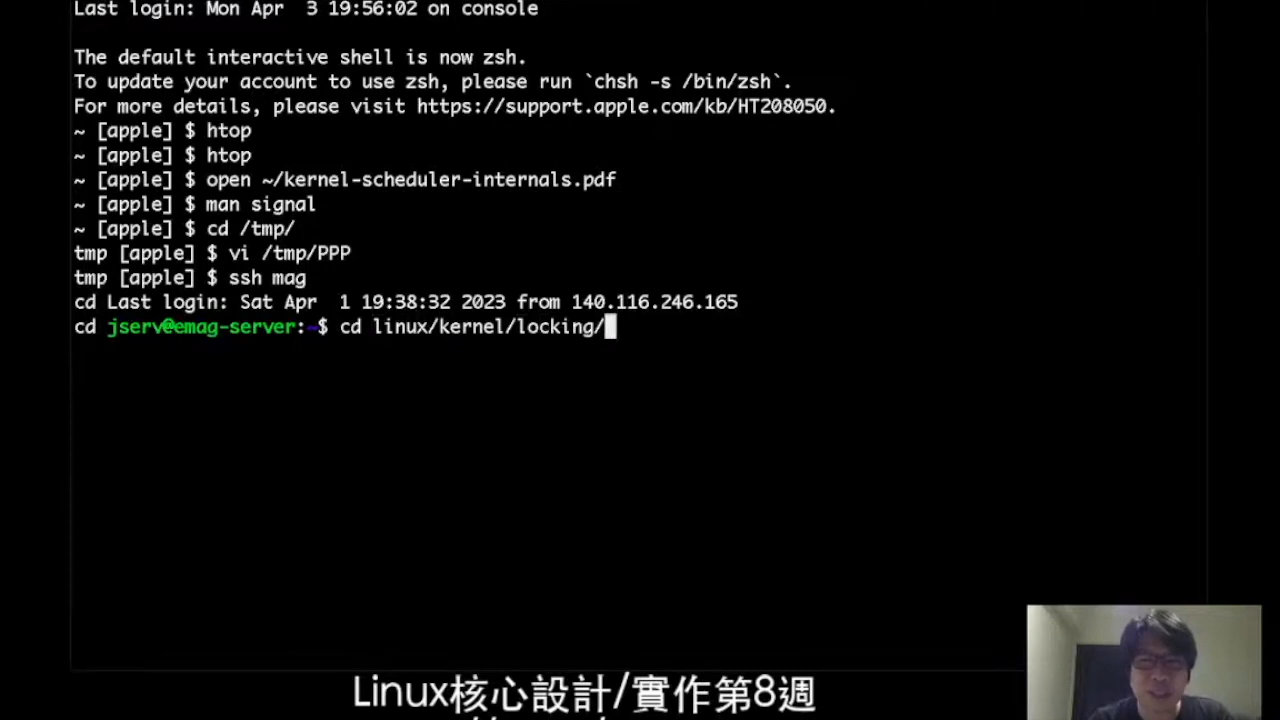 Last login: Mon Apr  3 19:56:02 on console
The default interactive shell is now zsh.
To update your account to use zsh, please run `chsh -s /bin/zsh`.
For more details, please visit https://support.apple.com/kb/HT208050.
~ [apple] $ htop
~ [apple] $ htop
~ [apple] $ open ~/kernel-scheduler-internals.pdf
~ [apple] $ man signal
~ [apple] $ cd /tmp/
tmp [apple] $ vi /tmp/PPP
tmp [apple] $ ssh mag
cd Last login: Sat Apr  1 19:38:32 2023 from 140.116.246.165
cd jserv@emag-server:~$ cd linux/kernel/locking/
Linux核心設計/實作第8週